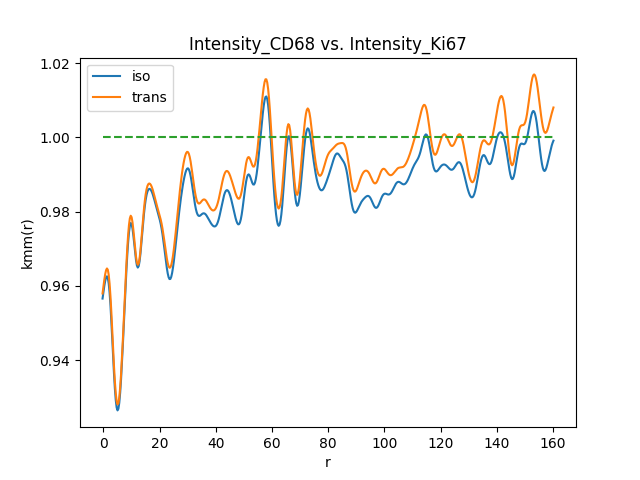 Intensity_CD68 vs. Intensity_Ki67
kmm(r)
1.02
1.00
0.98
0.96
0.94
iso
trans
0 20 40 60 80 100 120 140 160
r